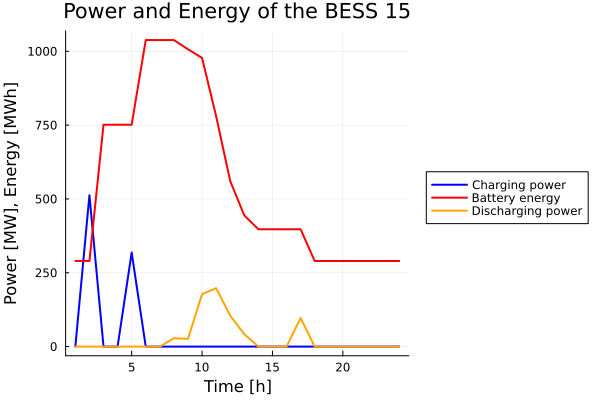 Power and Energy of the BESS 15
Power [MW], Energy [MWh]
1000
750
500
250
0
5
10
15
20
Time [h]
Charging power
Battery energy
Discharging power